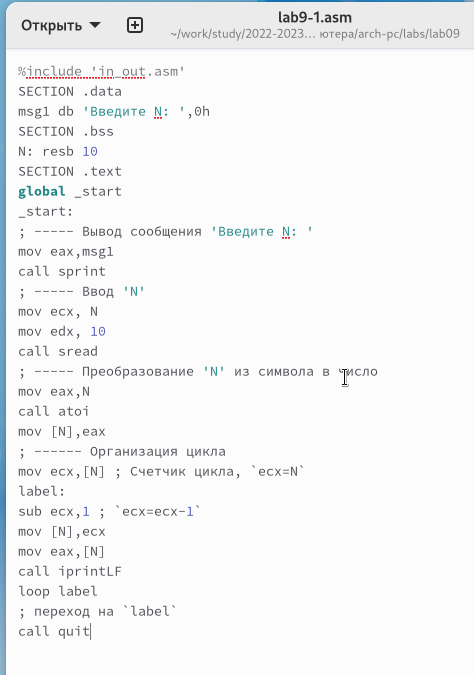 Открыть
lab9-1.asm
~/work/study/2022-2023… ютера/arch-pc/labs/lab09
%include 'in_out.asm'
SECTION .data
msg1 db 'Введите N: ',0h
SECTION .bss
N: resb 10
SECTION .text
global _start
_start:
; ----- Вывод сообщения 'Введите N: '
mov eax,msg1
call sprint
; ----- Ввод 'N'
mov ecx, N
mov edx, 10
call sread
; ----- Преобразование 'N' из символа в число
mov eax,N
call atoi
mov [N],eax
; ------ Организация цикла
mov ecx,[N] ; Счетчик цикла, `ecx=N`
label:
sub ecx,1 ; `ecx=ecx-1`
mov [N],ecx
mov eax,[N]
call iprintLF
loop label
; переход на `label`
call quit